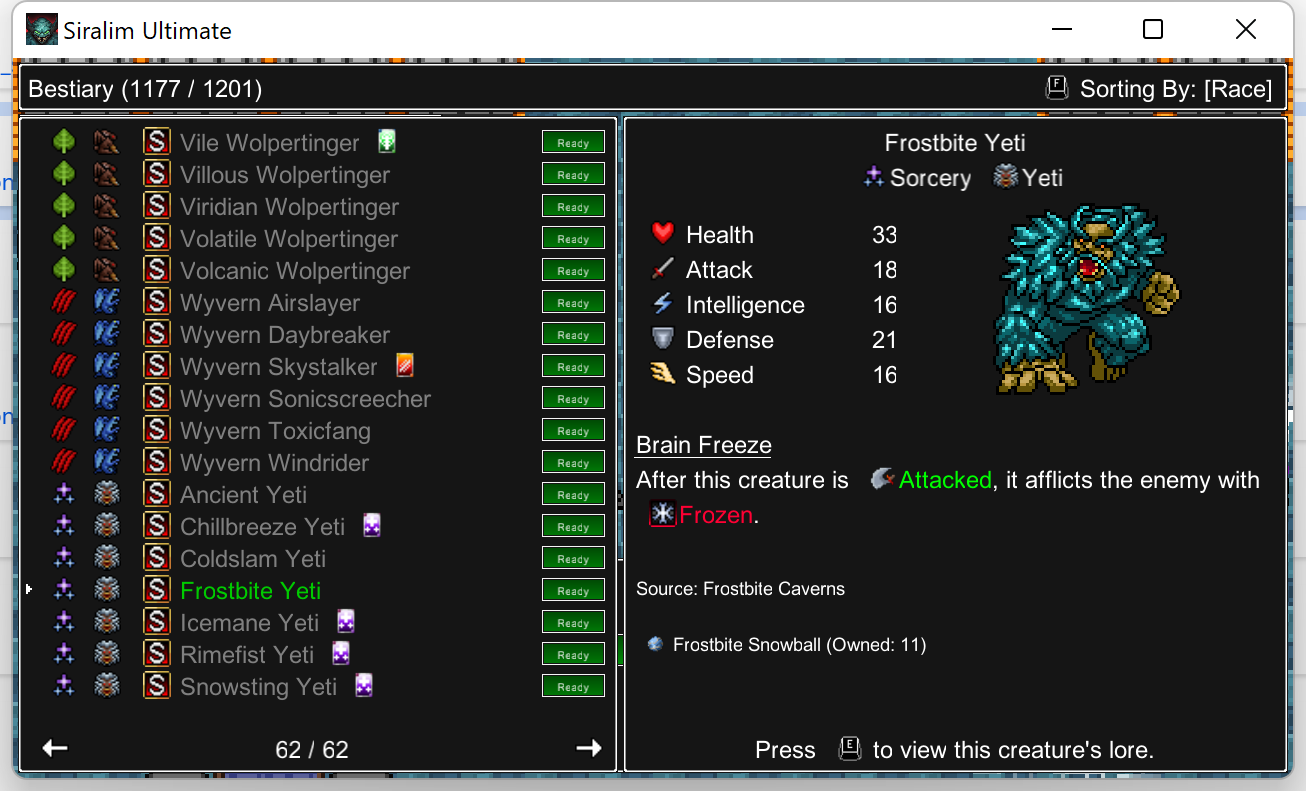 Siralim Ultimate
Bestiary (1177 / 1201)
F Sorting By: [Race]
S Vile Wolpertinger Ready
S Villous Wolpertinger Ready
S Viridian Wolpertinger Ready
S Volatile Wolpertinger Ready
S Volcanic Wolpertinger Ready
S Wyvern Airslayer Ready
S Wyvern Daybreaker Ready
S Wyvern Skystalker Ready
S Wyvern Sonicscreecher Ready
S Wyvern Toxicfang Ready
S Wyvern Windrider Ready
S Ancient Yeti Ready
S Chillbreeze Yeti Ready
S Coldslam Yeti Ready
S Frostbite Yeti Ready
S Icemane Yeti Ready
S Rimefist Yeti Ready
S Snowsting Yeti Ready
62 / 62
Frostbite Yeti
Sorcery Yeti
Health 33
Attack 18
Intelligence 16
Defense 21
Speed 16
Brain Freeze
After this creature is Attacked, it afflicts the enemy with
Frozen.
Source: Frostbite Caverns
Frostbite Snowball (Owned: 11)
Press E to view this creature's lore.